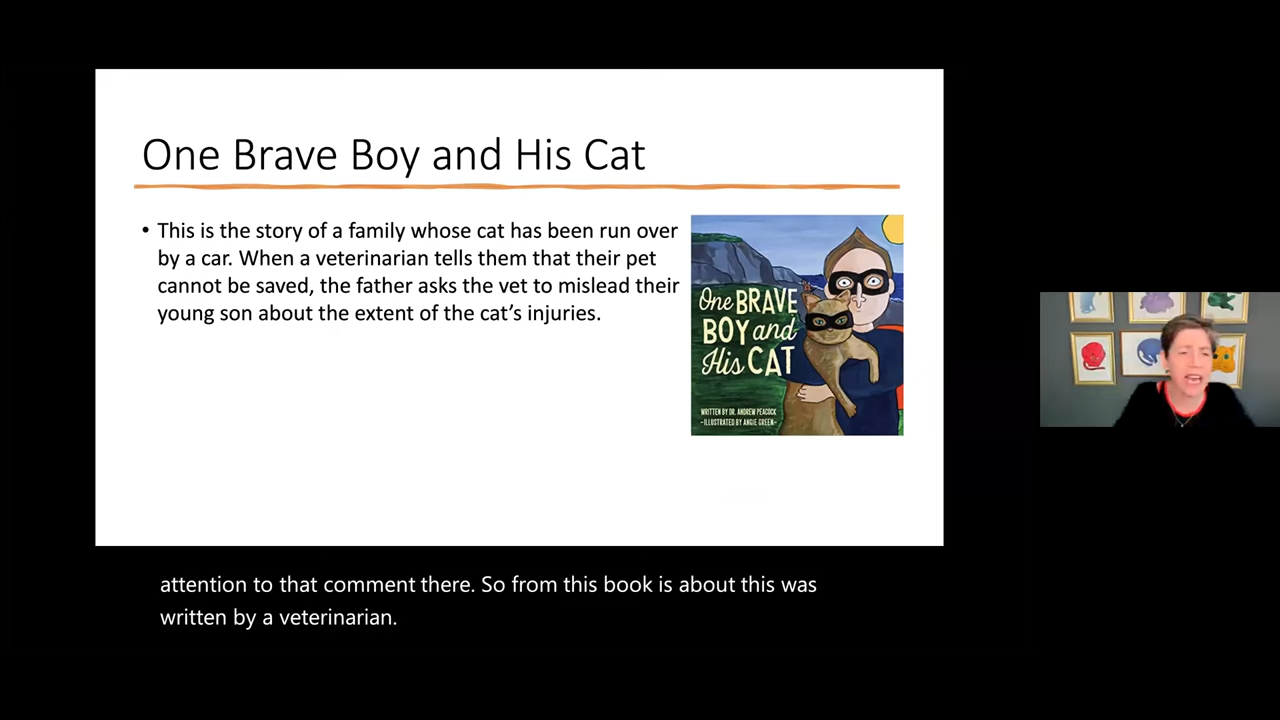 One Brave Boy and His Cat
• This is the story of a family whose cat has been run over
by a car. When a veterinarian tells them that their pet
cannot be saved, the father asks the vet to mislead their
young son about the extent of the cat’s injuries.
One BRAVE
BOY and
His CAT
WRITTEN BY DR. ANDREW PEACOCK
-ILLUSTRATED BY ANGIE GREEN-
attention to that comment there. So from this book is about this was
written by a veterinarian.